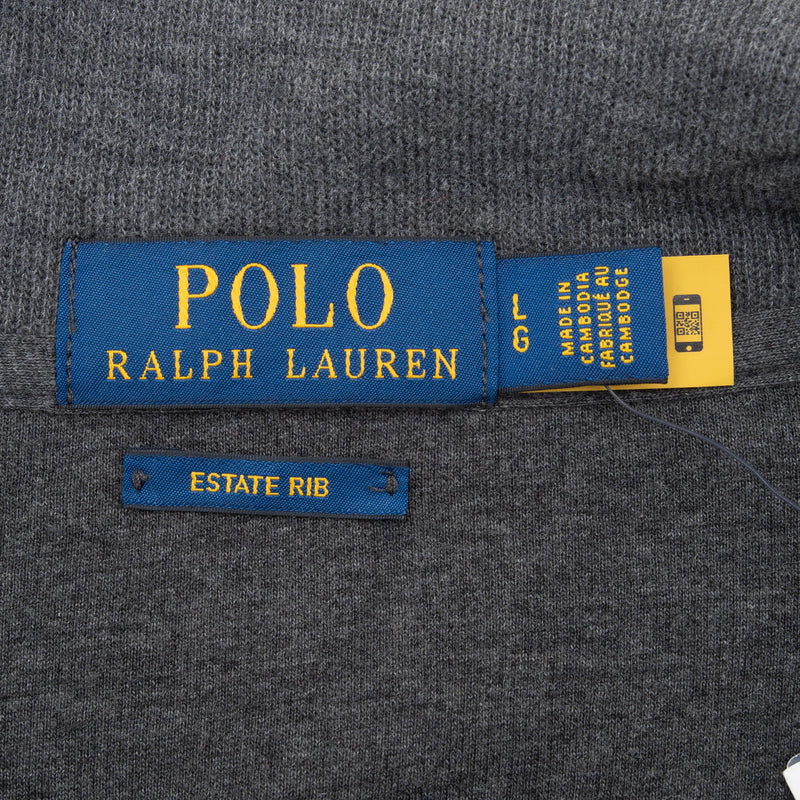 POLO
RALPH LAUREN
L
G
MADE IN
CAMBODIA
FABRIQUÉ AU
CAMBODGE
ESTATE RIB